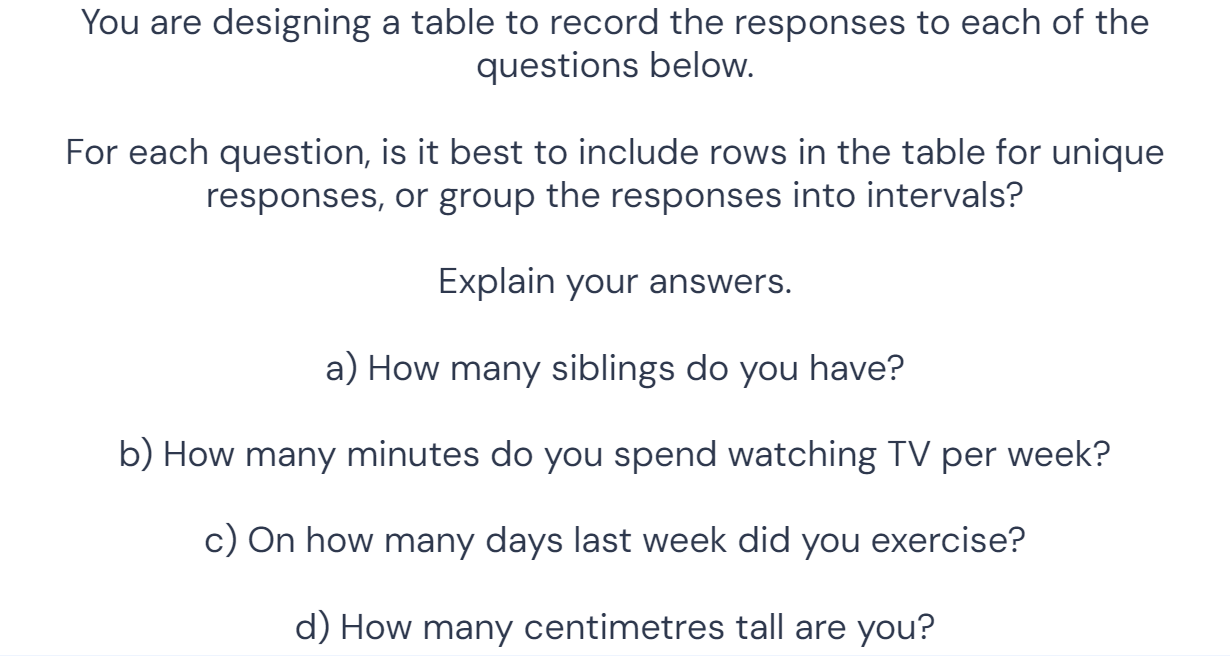 You are designing a table to record the responses to each of the
questions below.
For each question, is it best to include rows in the table for unique
responses, or group the responses into intervals?
Explain your answers.
a) How many siblings do you have?
b) How many minutes do you spend watching TV per week?
c) On how many days last week did you exercise?
d) How many centimetres tall are you?